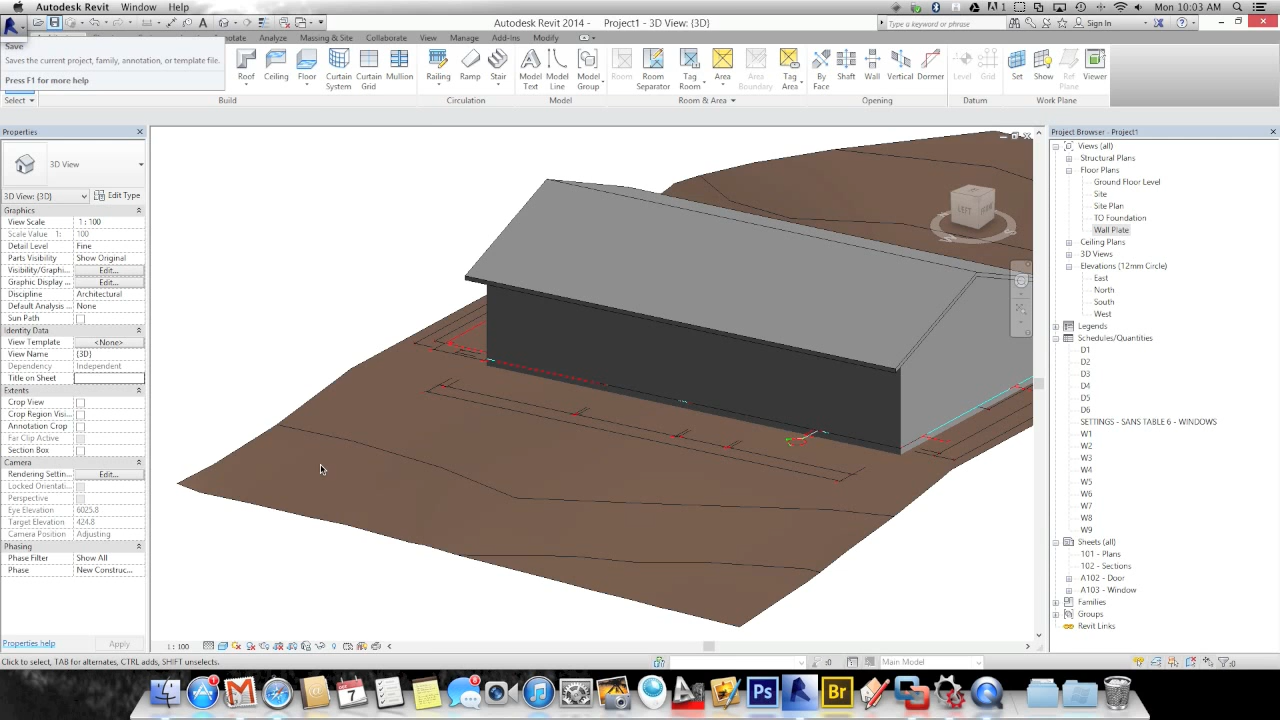 Autodesk Revit Window Help
1 Mon 10:03 AM
Autodesk Revit 2014 - Project1 - 3D View: {3D}
Type a keyword or phrase
Sign In
Save
Saves the current project, family, annotation, or template file.
Press F1 for more help
Analyze Massing & Site Collaborate View Manage Add-Ins Modify
Roof Ceiling Floor Curtain System Curtain Grid Mullion Railing Ramp Stair Model Text Model Line Model Group Room Room Separator Tag Room Area Area Boundary Tag Area By Face Shaft Wall Vertical Dormer Level Grid Set Show Ref Plane Viewer
Select Build Circulation Model Room & Area Opening Datum Work Plane
Properties
3D View
3D View: {3D} Edit Type
Graphics
View Scale 1 : 100
Scale Value 1: 100
Detail Level Fine
Parts Visibility Show Original
Visibility/Graphi... Edit...
Graphic Display ... Edit...
Discipline Architectural
Default Analysis ... None
Sun Path
Identity Data
View Template <None>
View Name {3D}
Dependency Independent
Title on Sheet
Extents
Crop View
Crop Region Visi...
Annotation Crop
Far Clip Active
Section Box
Camera
Rendering Settin... Edit...
Locked Orientati...
Perspective
Eye Elevation 6025.8
Target Elevation 424.8
Camera Position Adjusting
Phasing
Phase Filter Show All
Phase New Construc...
Properties help Apply
LEFT
Project Browser - Project1
Views (all)
Structural Plans
Floor Plans
Ground Floor Level
Site
Site Plan
TO Foundation
Wall Plate
Ceiling Plans
3D Views
Elevations (12mm Circle)
East
North
South
West
Legends
Schedules/Quantities
D1
D2
D3
D4
D5
D6
SETTINGS - SANS TABLE 6 - WINDOWS
W1
W2
W3
W4
W5
W6
W7
W8
W9
Sheets (all)
101 - Plans
102 - Sections
A102 - Door
A103 - Window
Families
Groups
Revit Links
1 : 100
Click to select, TAB for alternates, CTRL adds, SHIFT unselects.
:0 Main Model :0
7
Ps
Br